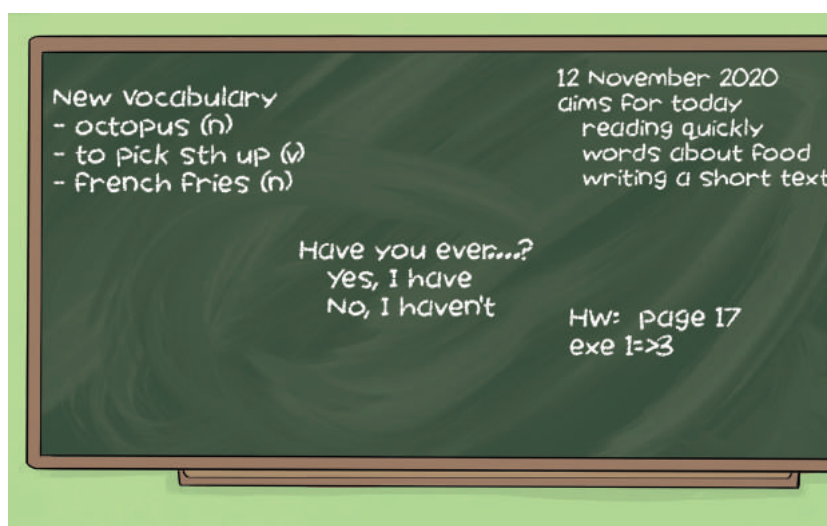 New Vocabulary
- octopus (n)
- to pick sth up (v)
- french fries (n)
12 November 2020
aims for today
reading quickly
words about food
writing a short text
Have you ever....?
Yes, I have
No, I haven't
HW: page 17
exe 1=>3